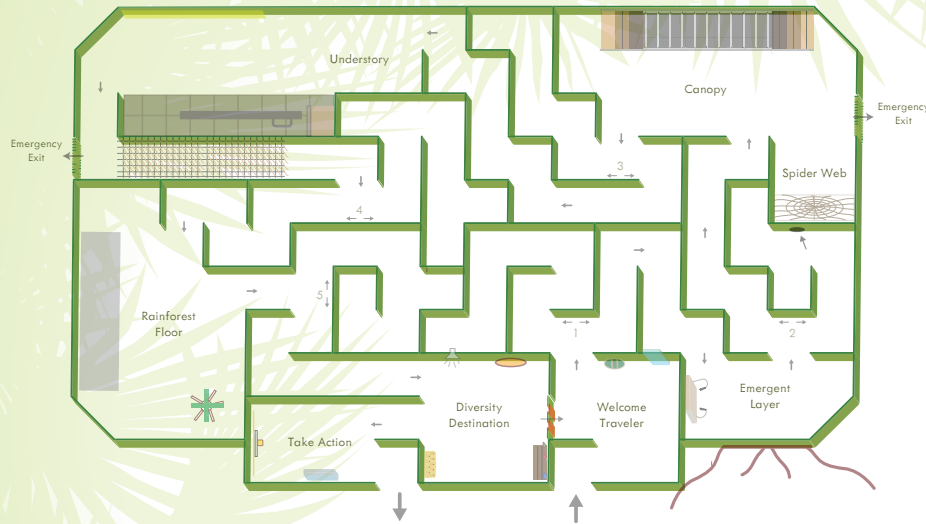 Understory
Canopy
Emergency
Exit
Emergency
Exit
3
Spider Web
4
5
Rainforest
Floor
1
2
Emergent
Layer
Diversity
Destination
Welcome
Traveler
Take Action